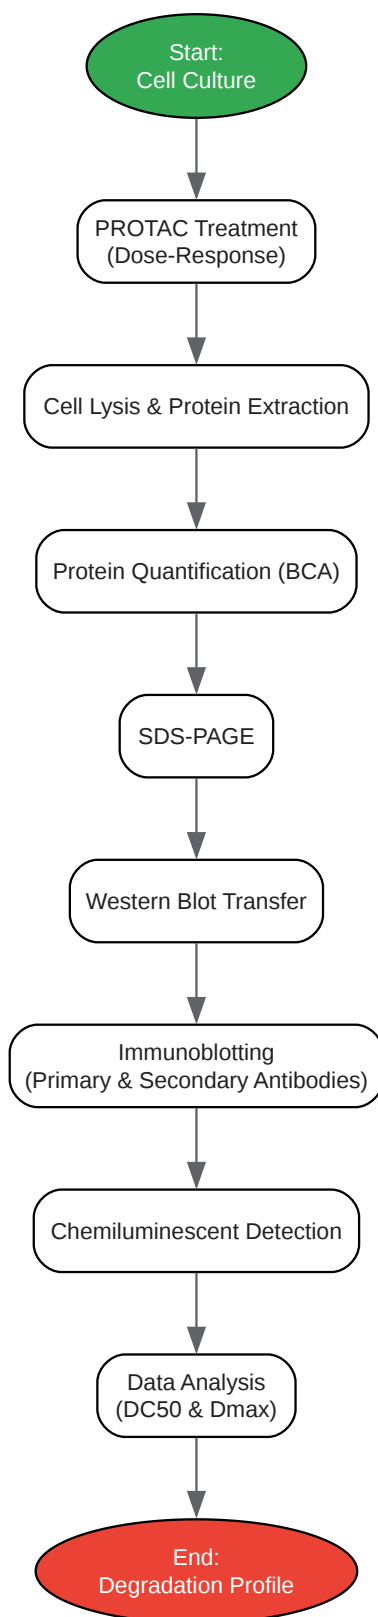 Start:
Cell Culture
PROTAC Treatment
(Dose-Response)
Cell Lysis & Protein Extraction
Protein Quantification (BCA)
SDS-PAGE
Western Blot Transfer
Immunoblotting
(Primary & Secondary Antibodies)
Chemiluminescent Detection
Data Analysis
(DC50 & Dmax)
End:
Degradation Profile